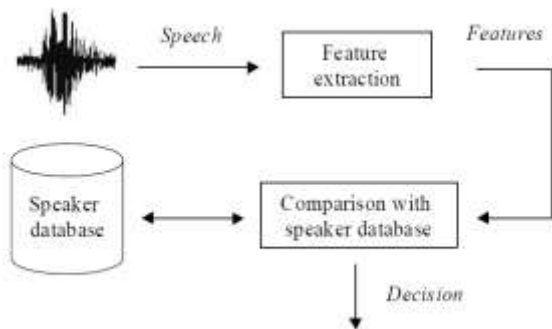 Speech
Feature
extraction
Features
Speaker
database
Comparison with
speaker database
Decision